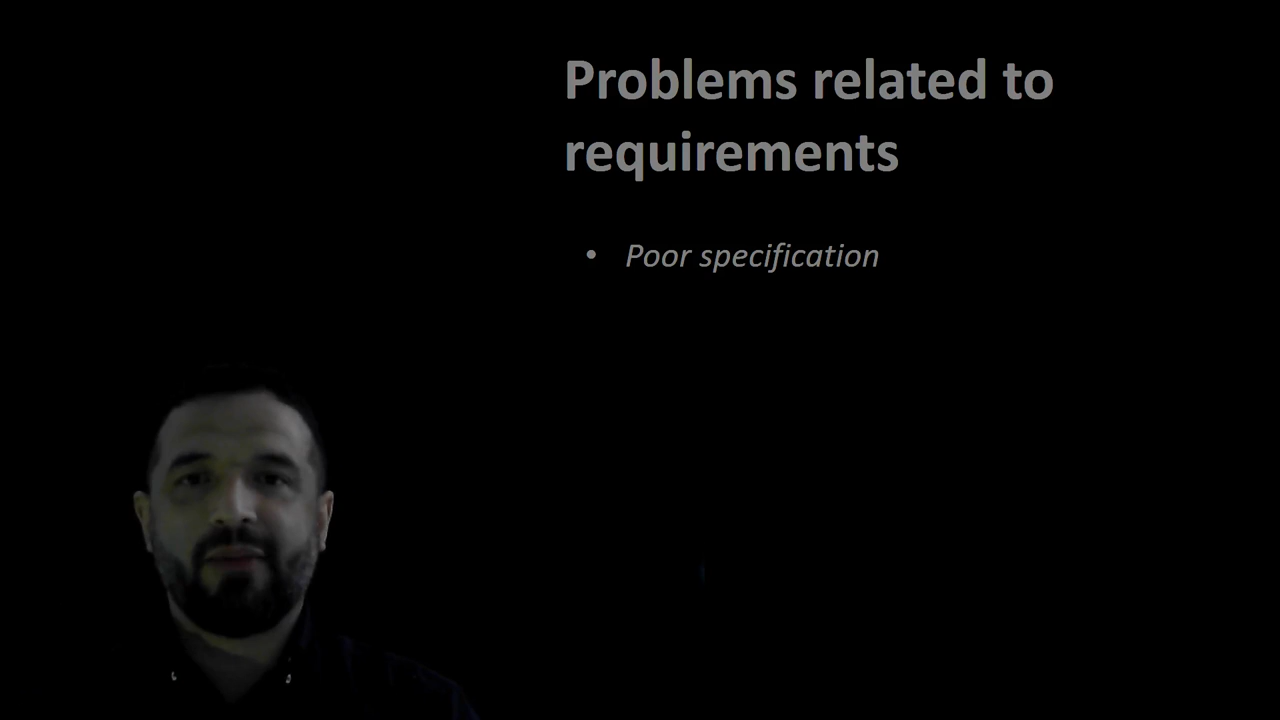 Problems related to
requirements
• Poor specification